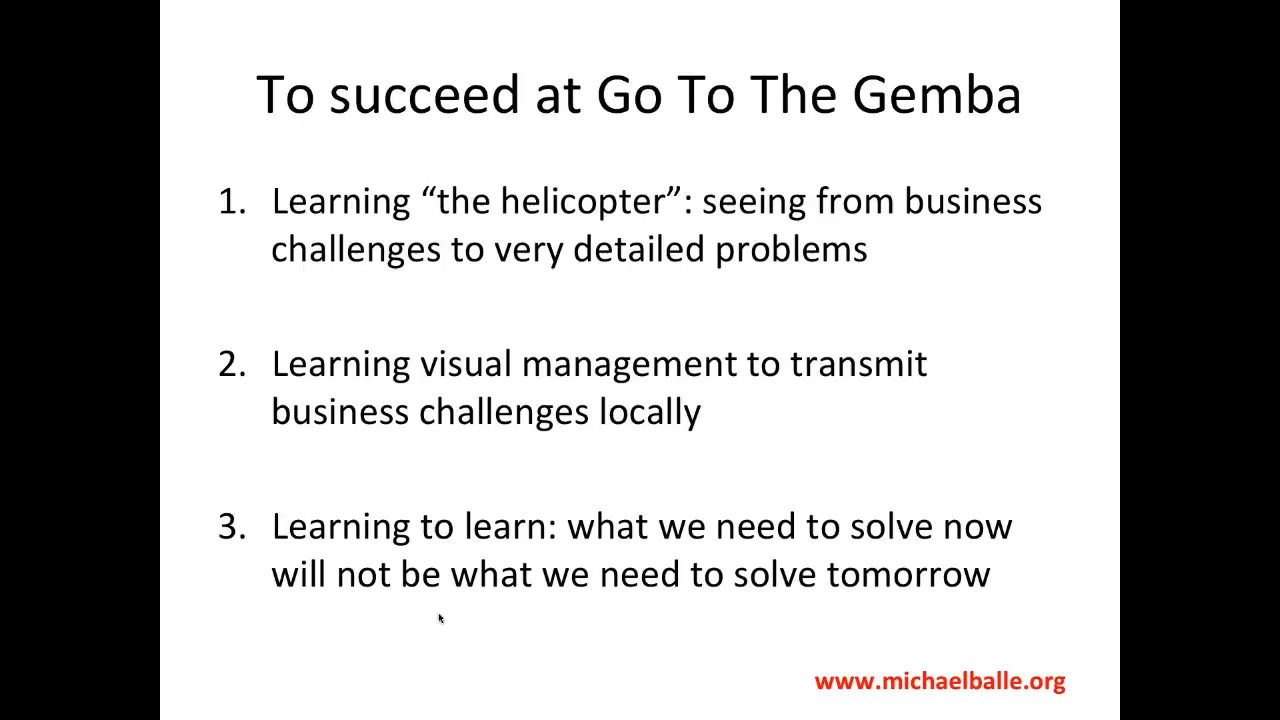 To succeed at Go To The Gemba
1. Learning “the helicopter”: seeing from business
challenges to very detailed problems
2. Learning visual management to transmit
business challenges locally
3. Learning to learn: what we need to solve now
will not be what we need to solve tomorrow
www.michaelballe.org